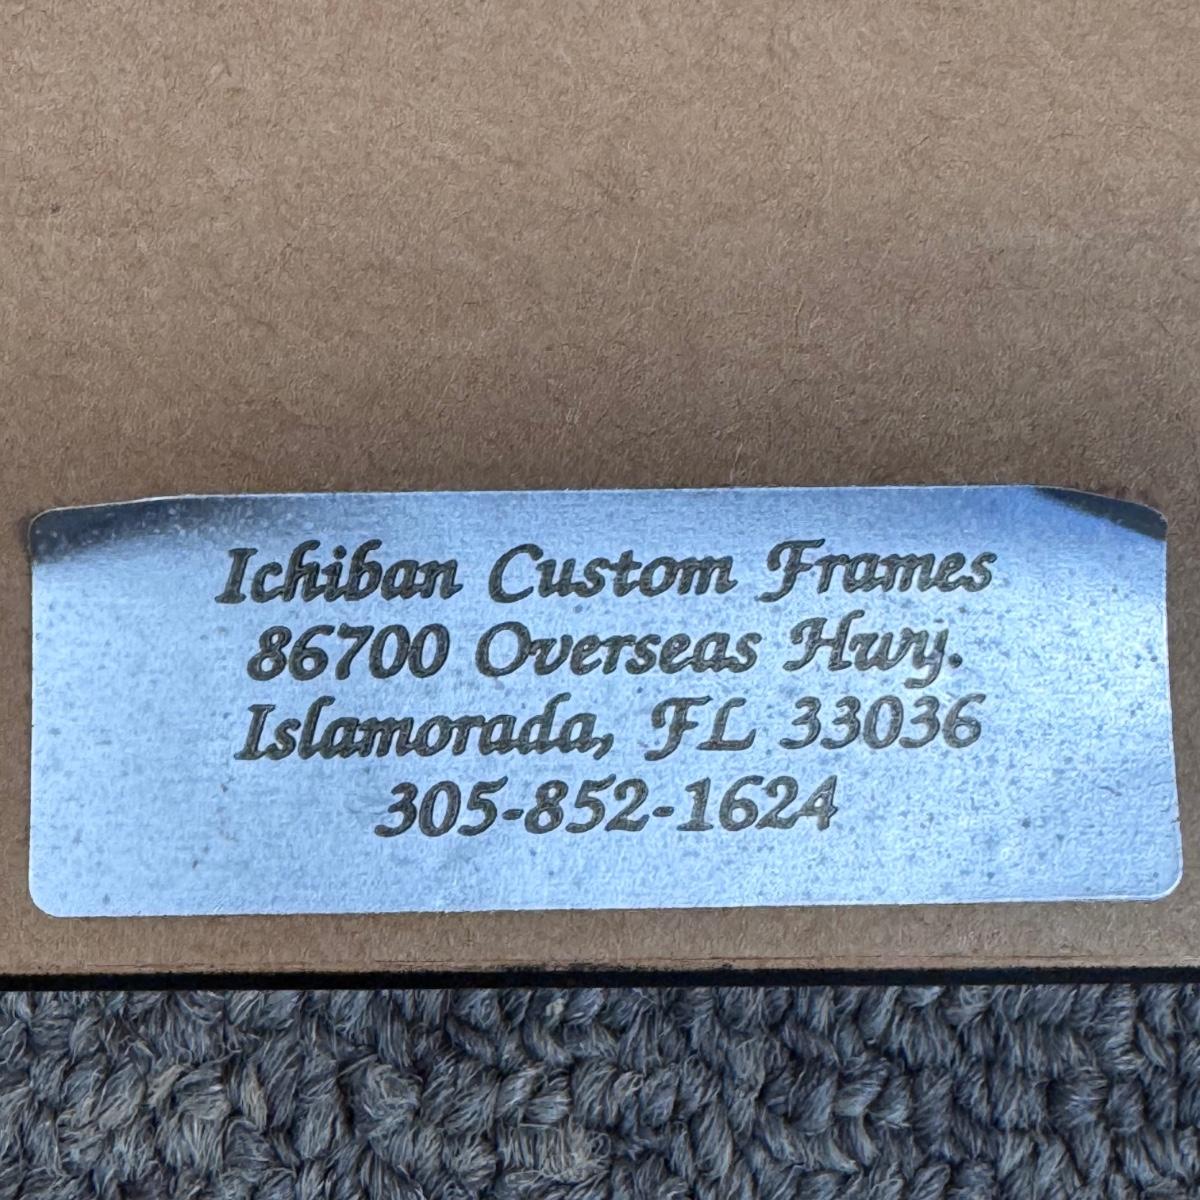 Ichiban Custom Frames
86700 Overseas Hwy.
Islamorada, FL 33036
305-852-1624